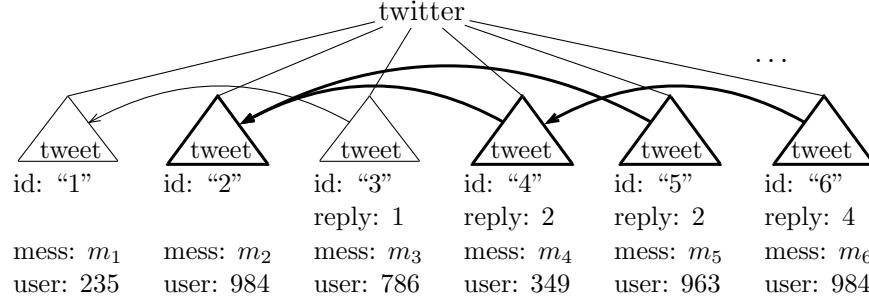 twitter
...
tweet tweet tweet tweet tweet tweet
id: “1” id: “2” id: “3” id: “4” id: “5” id: “6”
reply: 1 reply: 2 reply: 2 reply: 4
mess: m₁ mess: m₂ mess: m₃ mess: m₄ mess: m₅ mess: m₆
user: 235 user: 984 user: 786 user: 349 user: 963 user: 984